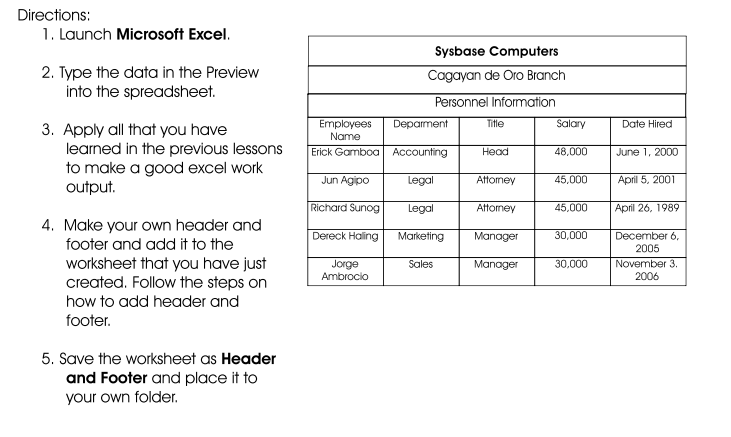 Directions:
1. Launch Microsoft Excel.
2. Type the data in the Preview
into the spreadsheet.
3. Apply all that you have
learned in the previous lessons
to make a good excel work
output.
4. Make your own header and
footer and add it to the
worksheet that you have just
created. Follow the steps on
how to add header and
footer.
5. Save the worksheet as Header
and Footer and place it to
your own folder.
Sysbase Computers
Cagayan de Oro Branch
Personnel Information
Employees Name Deparment Title Salary Date Hired
Erick Gamboa Accounting Head 48,000 June 1, 2000
Jun Agipo Legal Attorney 45,000 April 5, 2001
Richard Sunog Legal Attorney 45,000 April 26, 1989
Dereck Haling Marketing Manager 30,000 December 6, 2005
Jorge Ambrocio Sales Manager 30,000 November 3. 2006